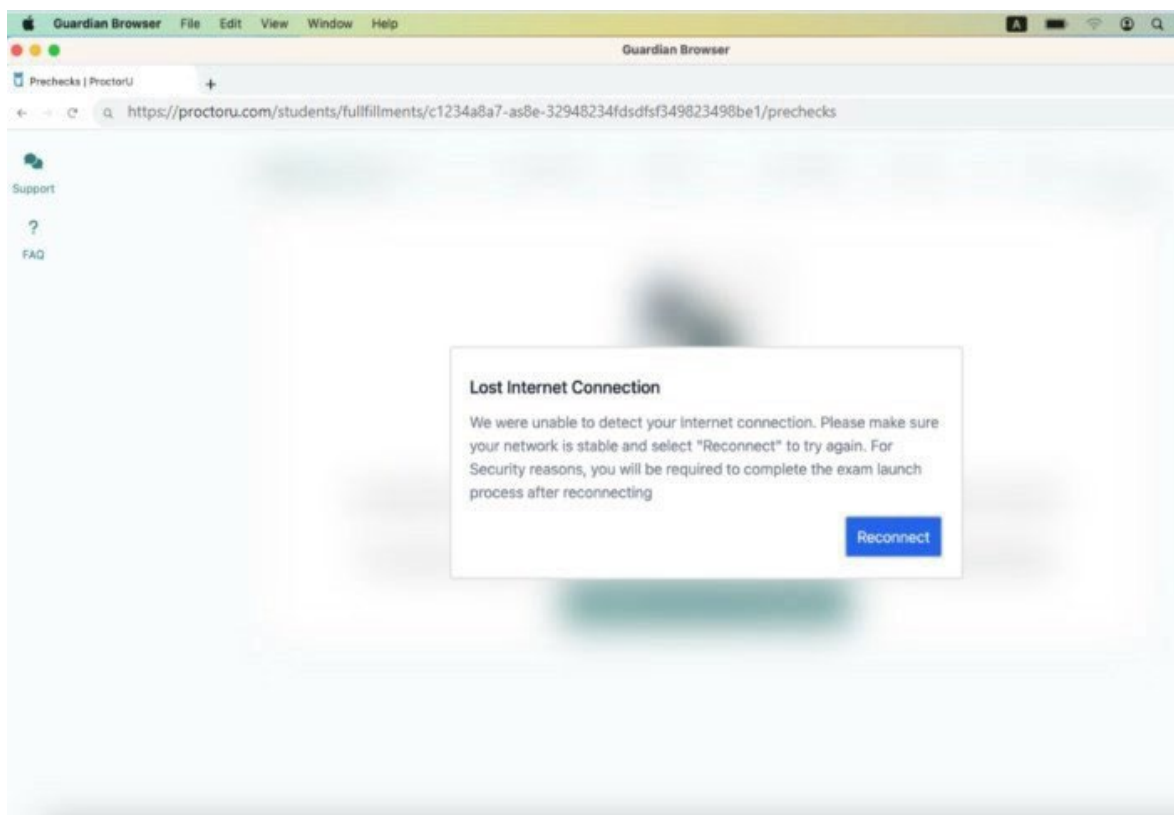 Guardian Browser File Edit View Window Help A
Guardian Browser
Prechecks | ProctorU
https://proctoru.com/students/fullfillments/c1234a8a7-as8e-32948234fdsdfsf349823498be1/prechecks
Support
?
FAQ
Lost Internet Connection
We were unable to detect your Internet connection. Please make sure
your network is stable and select "Reconnect" to try again. For
Security reasons, you will be required to complete the exam launch
process after reconnecting
Reconnect